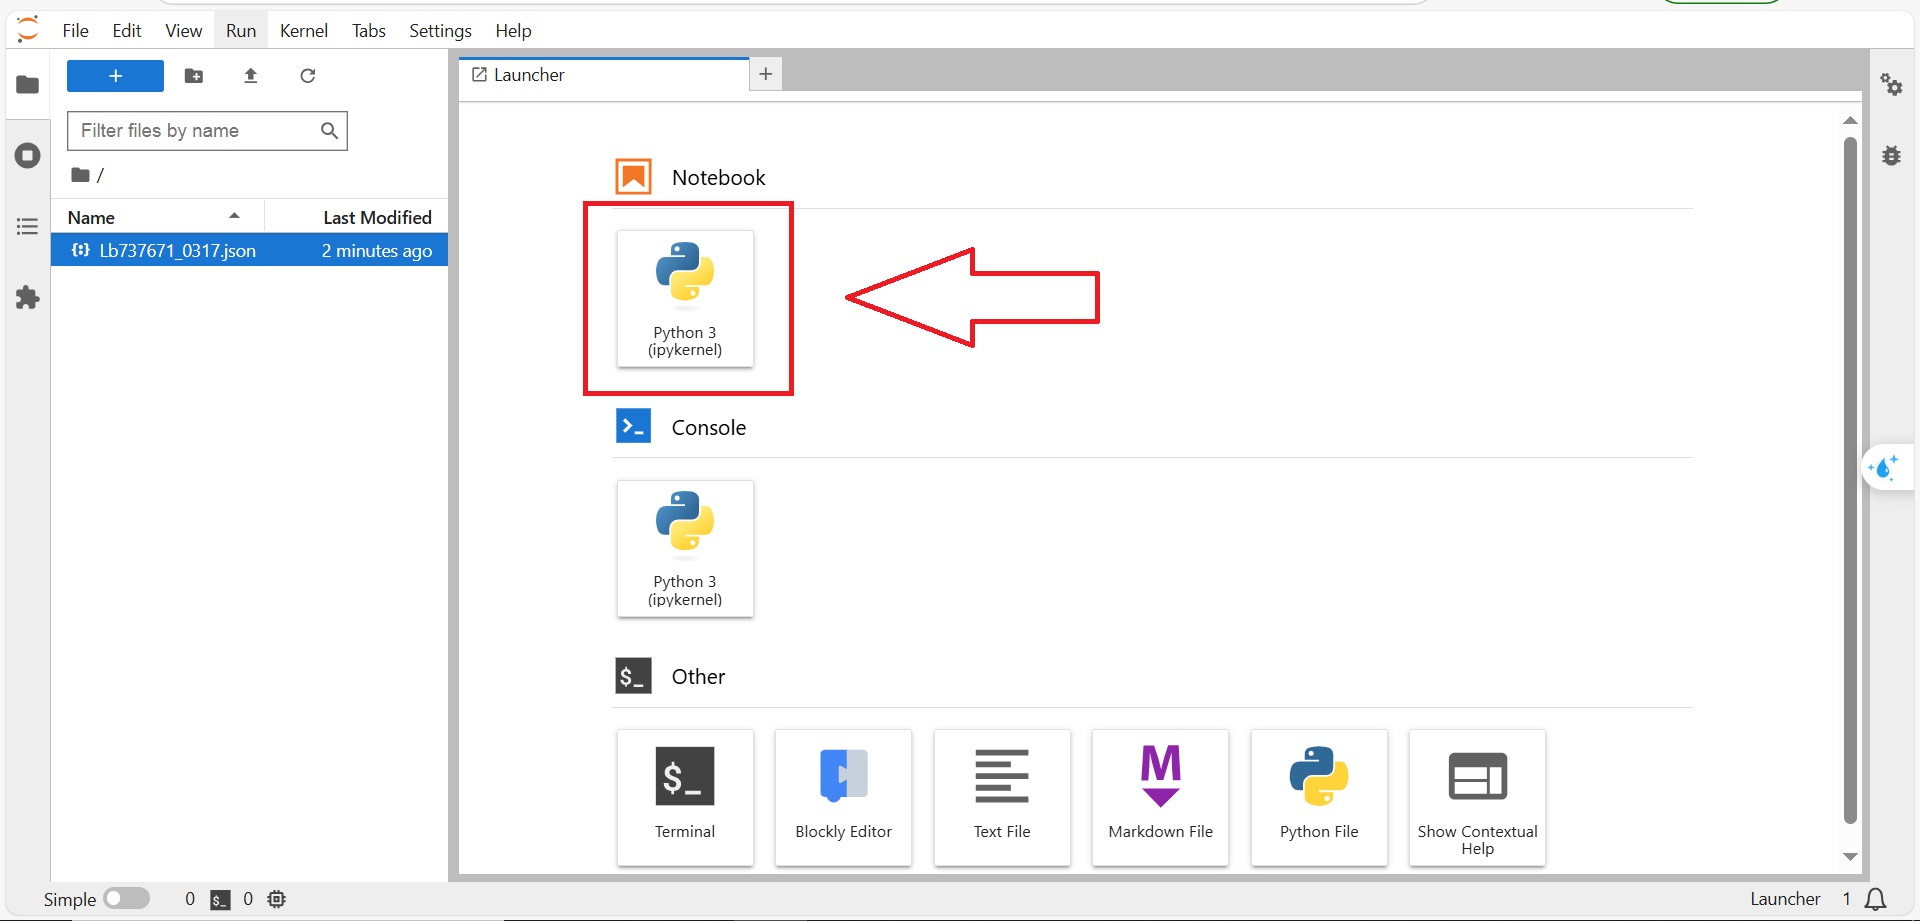 File Edit View Run Kernel Tabs Settings Help
+
Filter files by name
/
Name Last Modified
Lb737671_0317.json 2 minutes ago
Launcher +
Notebook
Python 3
(ipykernel)
>_ Console
Python 3
(ipykernel)
$_ Other
$_
Terminal
Blockly Editor
Text File
M
Markdown File
Python File
Show Contextual
Help
Simple 0 $_ 0
Launcher 1